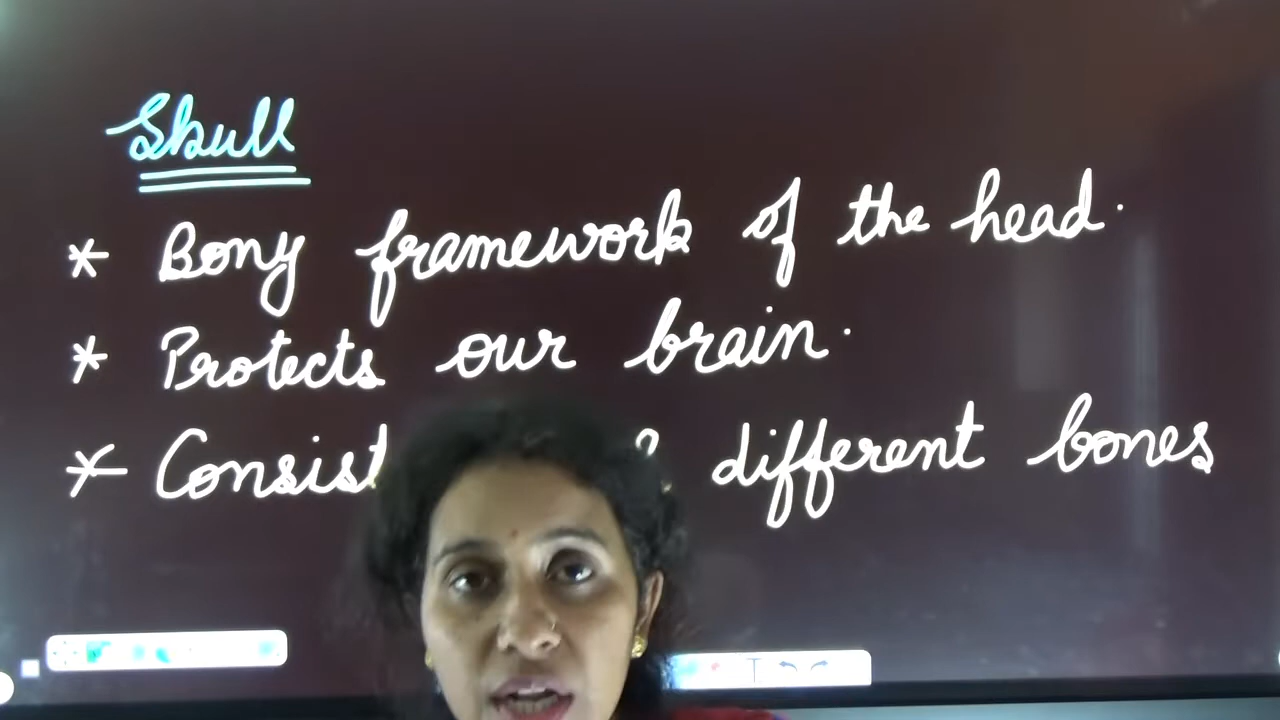 Skull
* Bony framework of the head.
* Protects our brain.
* Consist different bones
T